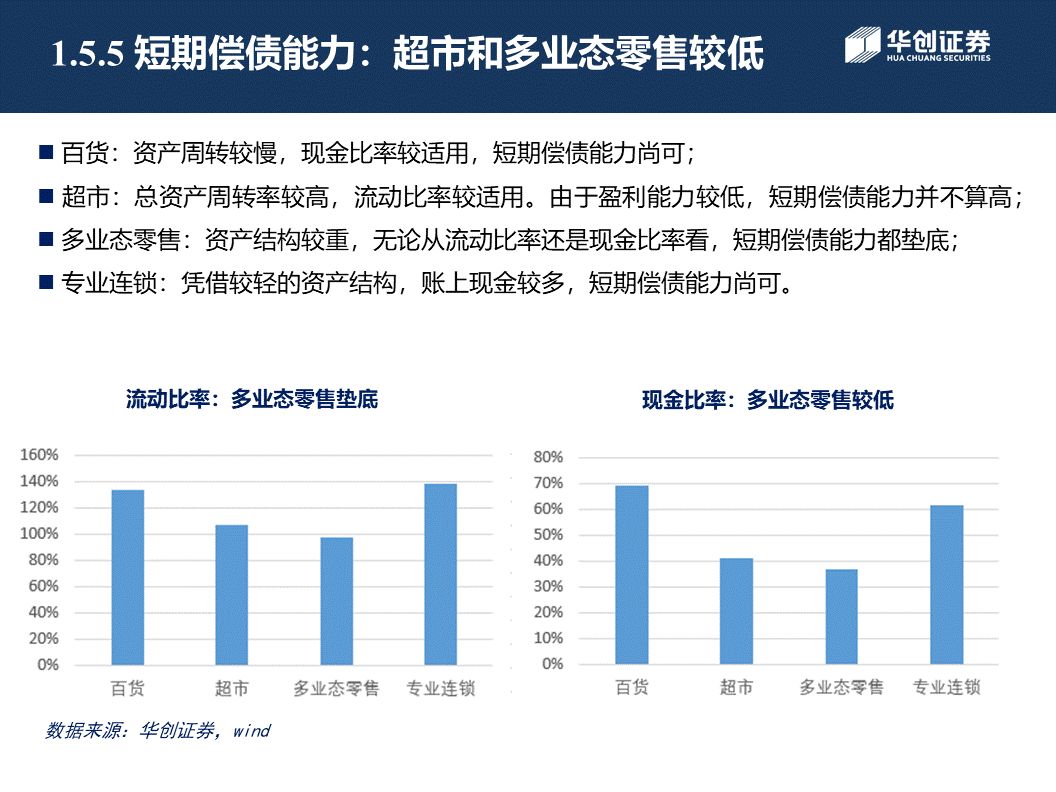 1.5.5 短期偿债能力：超市和多业态零售较低
华创证券
HUA CHUANG SECURITIES
■ 百货：资产周转较慢，现金比率较适用，短期偿债能力尚可；
■ 超市：总资产周转率较高，流动比率较适用。由于盈利能力较低，短期偿债能力并不算高；
■ 多业态零售：资产结构较重，无论从流动比率还是现金比率看，短期偿债能力都垫底；
■ 专业连锁：凭借较轻的资产结构，账上现金较多，短期偿债能力尚可。
流动比率：多业态零售垫底
160%
140%
120%
100%
80%
60%
40%
20%
0%
百货 超市 多业态零售 专业连锁
现金比率：多业态零售较低
80%
70%
60%
50%
40%
30%
20%
10%
0%
百货 超市 多业态零售 专业连锁
数据来源：华创证券，wind